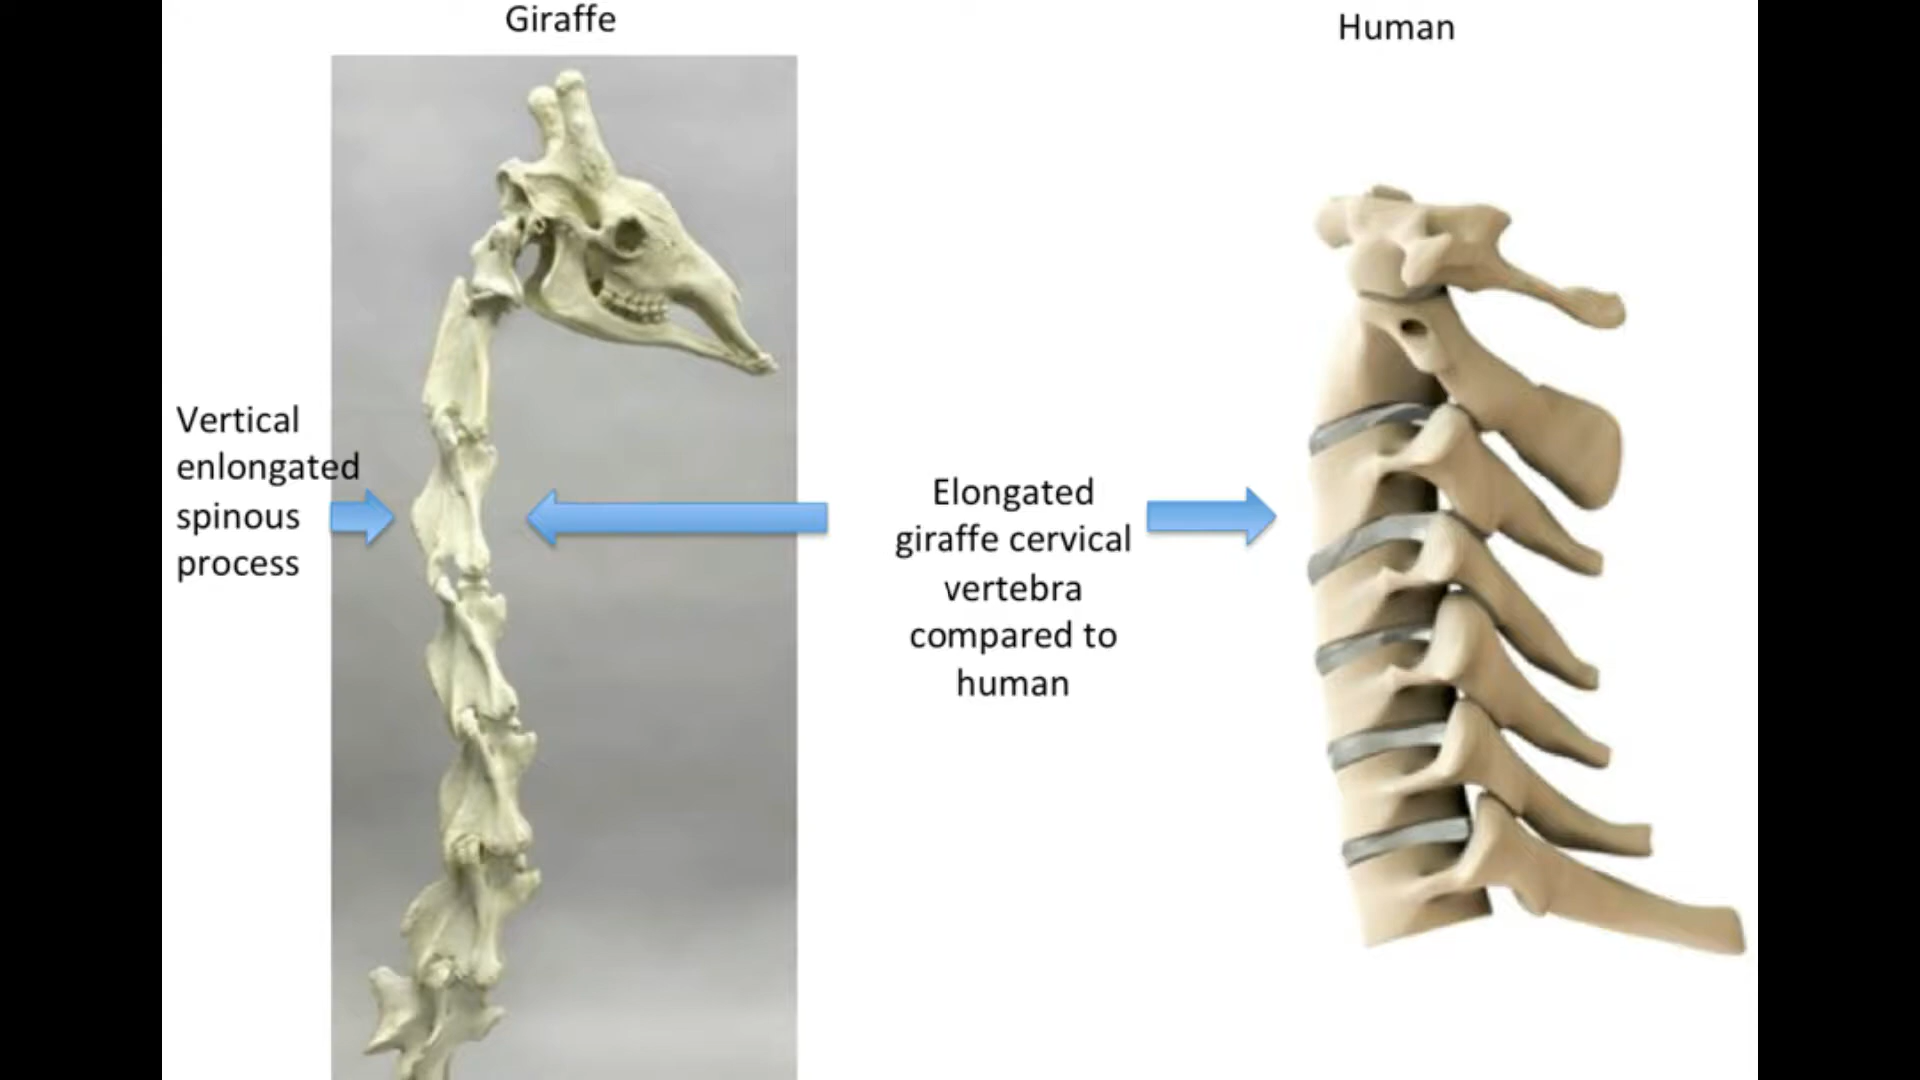 Giraffe
Human
Vertical
enlongated
spinous
process
Elongated
giraffe cervical
vertebra
compared to
human